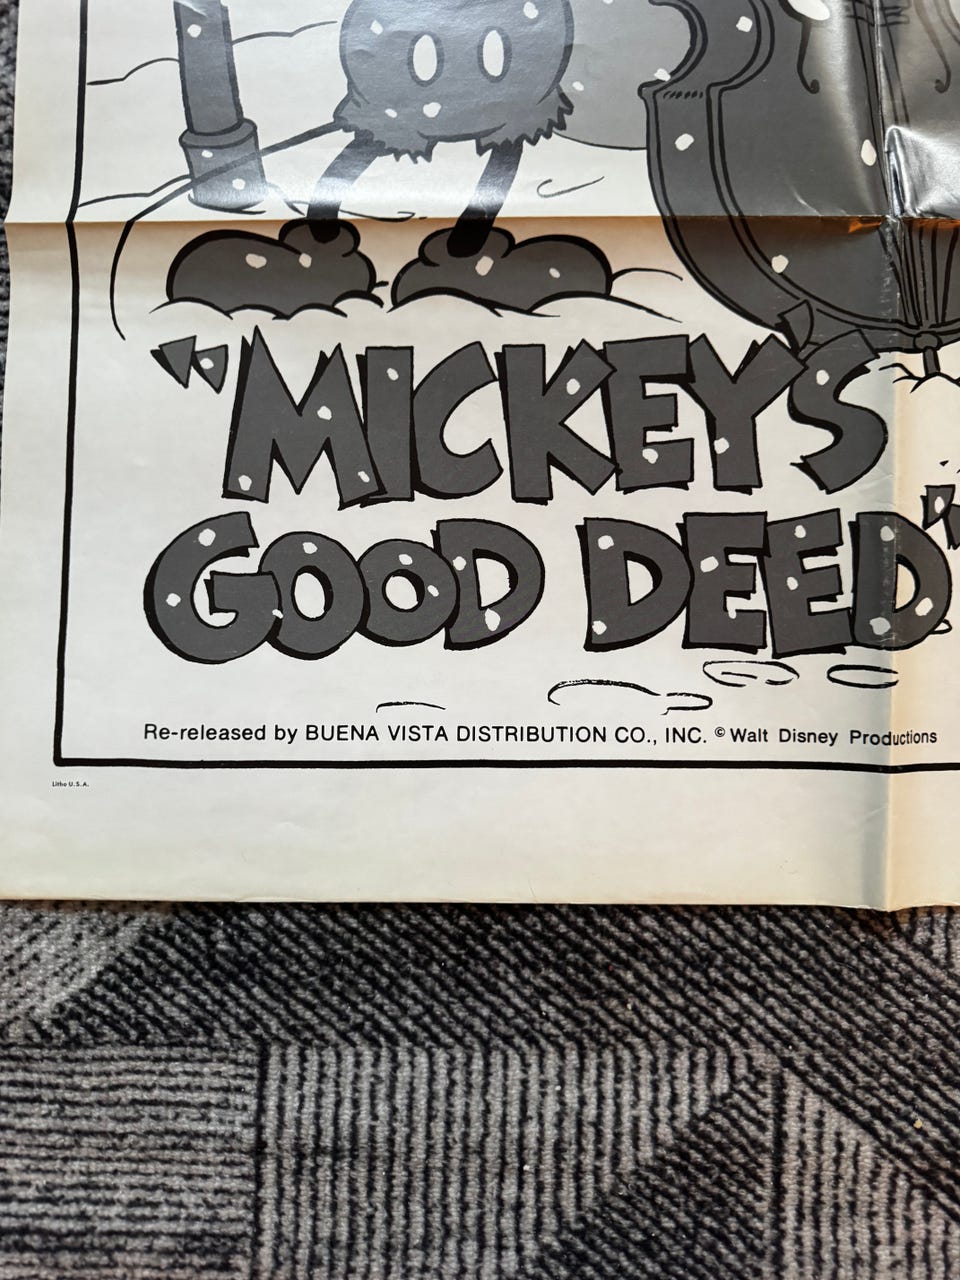 "MICKEY'S
GOOD DEED"
Re-released by BUENA VISTA DISTRIBUTION CO., INC. © Walt Disney Productions
Litho U.S.A.